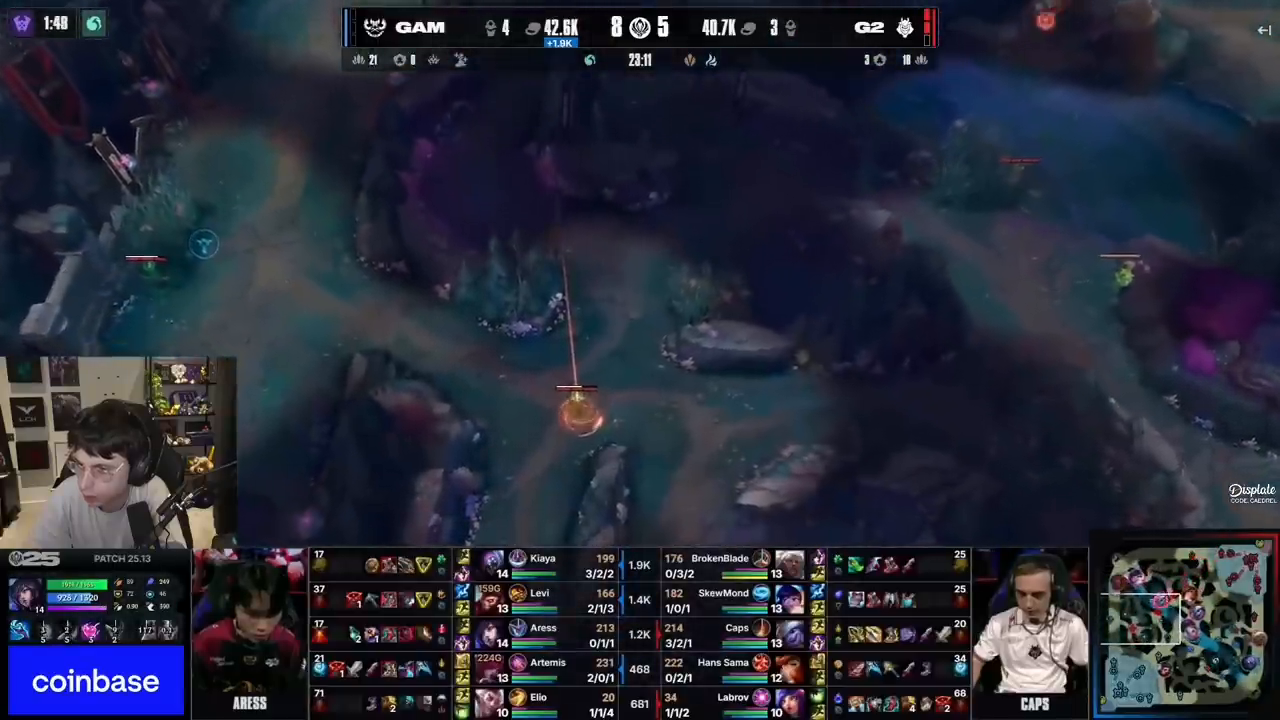 1:48
GAM 4 42.6K 8 5 40.7K 3 G2
+1.9K
21 0 23:11 3 18
Displate
CODE: CAEDREL
25 PATCH 25.13
14
928 / 1320
coinbase
ARESS
17 14 Kiaya 199 3/2/2 1.9K 176 BrokenBlade 0/3/2 13 25
37 13 Levi 166 2/1/3 1.4K 182 SkewMond 1/0/1 13 25
17 14 Aress 213 0/1/1 1.2K 214 Caps 3/2/1 13 20
21 13 Artemis 231 2/0/1 468 222 Hans Sama 0/2/1 12 34
71 10 Elio 20 1/1/4 681 34 Labrov 1/1/2 10 68
CAPS